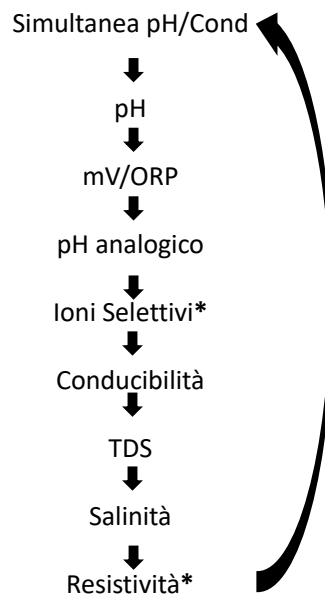 Simultanea pH/Cond
pH
mV/ORP
pH analogico
Ioni Selettivi*
Conducibilità
TDS
Salinità
Resistività*